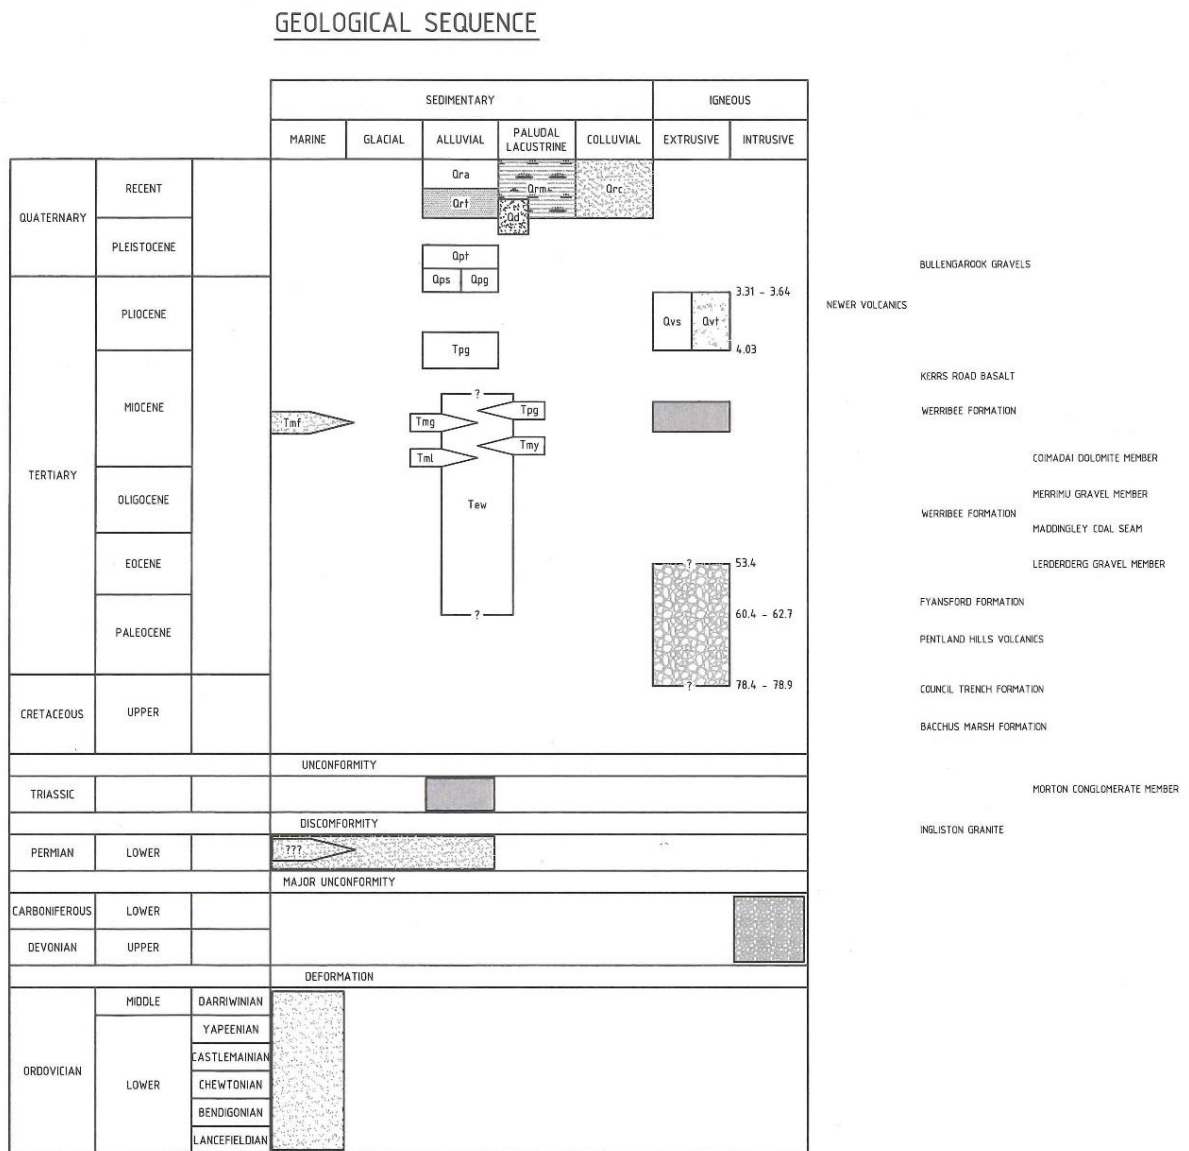 GEOLOGICAL SEQUENCE
SEDIMENTARY
IGNEOUS
MARINE
GLACIAL
ALLUVIAL
PALUDAL
LACUSTRINE
COLLUVIAL
EXTRUSIVE
INTRUSIVE
QUATERNARY
RECENT
PLEISTOCENE
Qra
Qrt
Qrm
Qd
Qrc
Qpt
Qps
Qpg
TERTIARY
PLIOCENE
MIOCENE
OLIGOCENE
EOCENE
PALEOCENE
Qvs
Qvt
3.31 - 3.64
4.03
Tpg
?
Tpg
Tmf
Tmg
Tmy
Tml
Tew
?
?
53.4
60.4 - 62.7
?
78.4 - 78.9
CRETACEOUS
UPPER
UNCONFORMITY
TRIASSIC
DISCOMFORMITY
PERMIAN
LOWER
???
MAJOR UNCONFORMITY
CARBONIFEROUS
LOWER
DEVONIAN
UPPER
DEFORMATION
ORDOVICIAN
MIDDLE
DARRIWINIAN
LOWER
YAPEENIAN
CASTLEMAINIAN
CHEWTONIAN
BENDIGONIAN
LANCEFIELDIAN
BULLENGAROOK GRAVELS
NEWER VOLCANICS
KERRS ROAD BASALT
WERRIBEE FORMATION
COIMADAI DOLOMITE MEMBER
MERRIMU GRAVEL MEMBER
WERRIBEE FORMATION
MADDINGLEY COAL SEAM
LERDERDERG GRAVEL MEMBER
FYANSFORD FORMATION
PENTLAND HILLS VOLCANICS
COUNCIL TRENCH FORMATION
BACCHUS MARSH FORMATION
MORTON CONGLOMERATE MEMBER
INGLISTON GRANITE